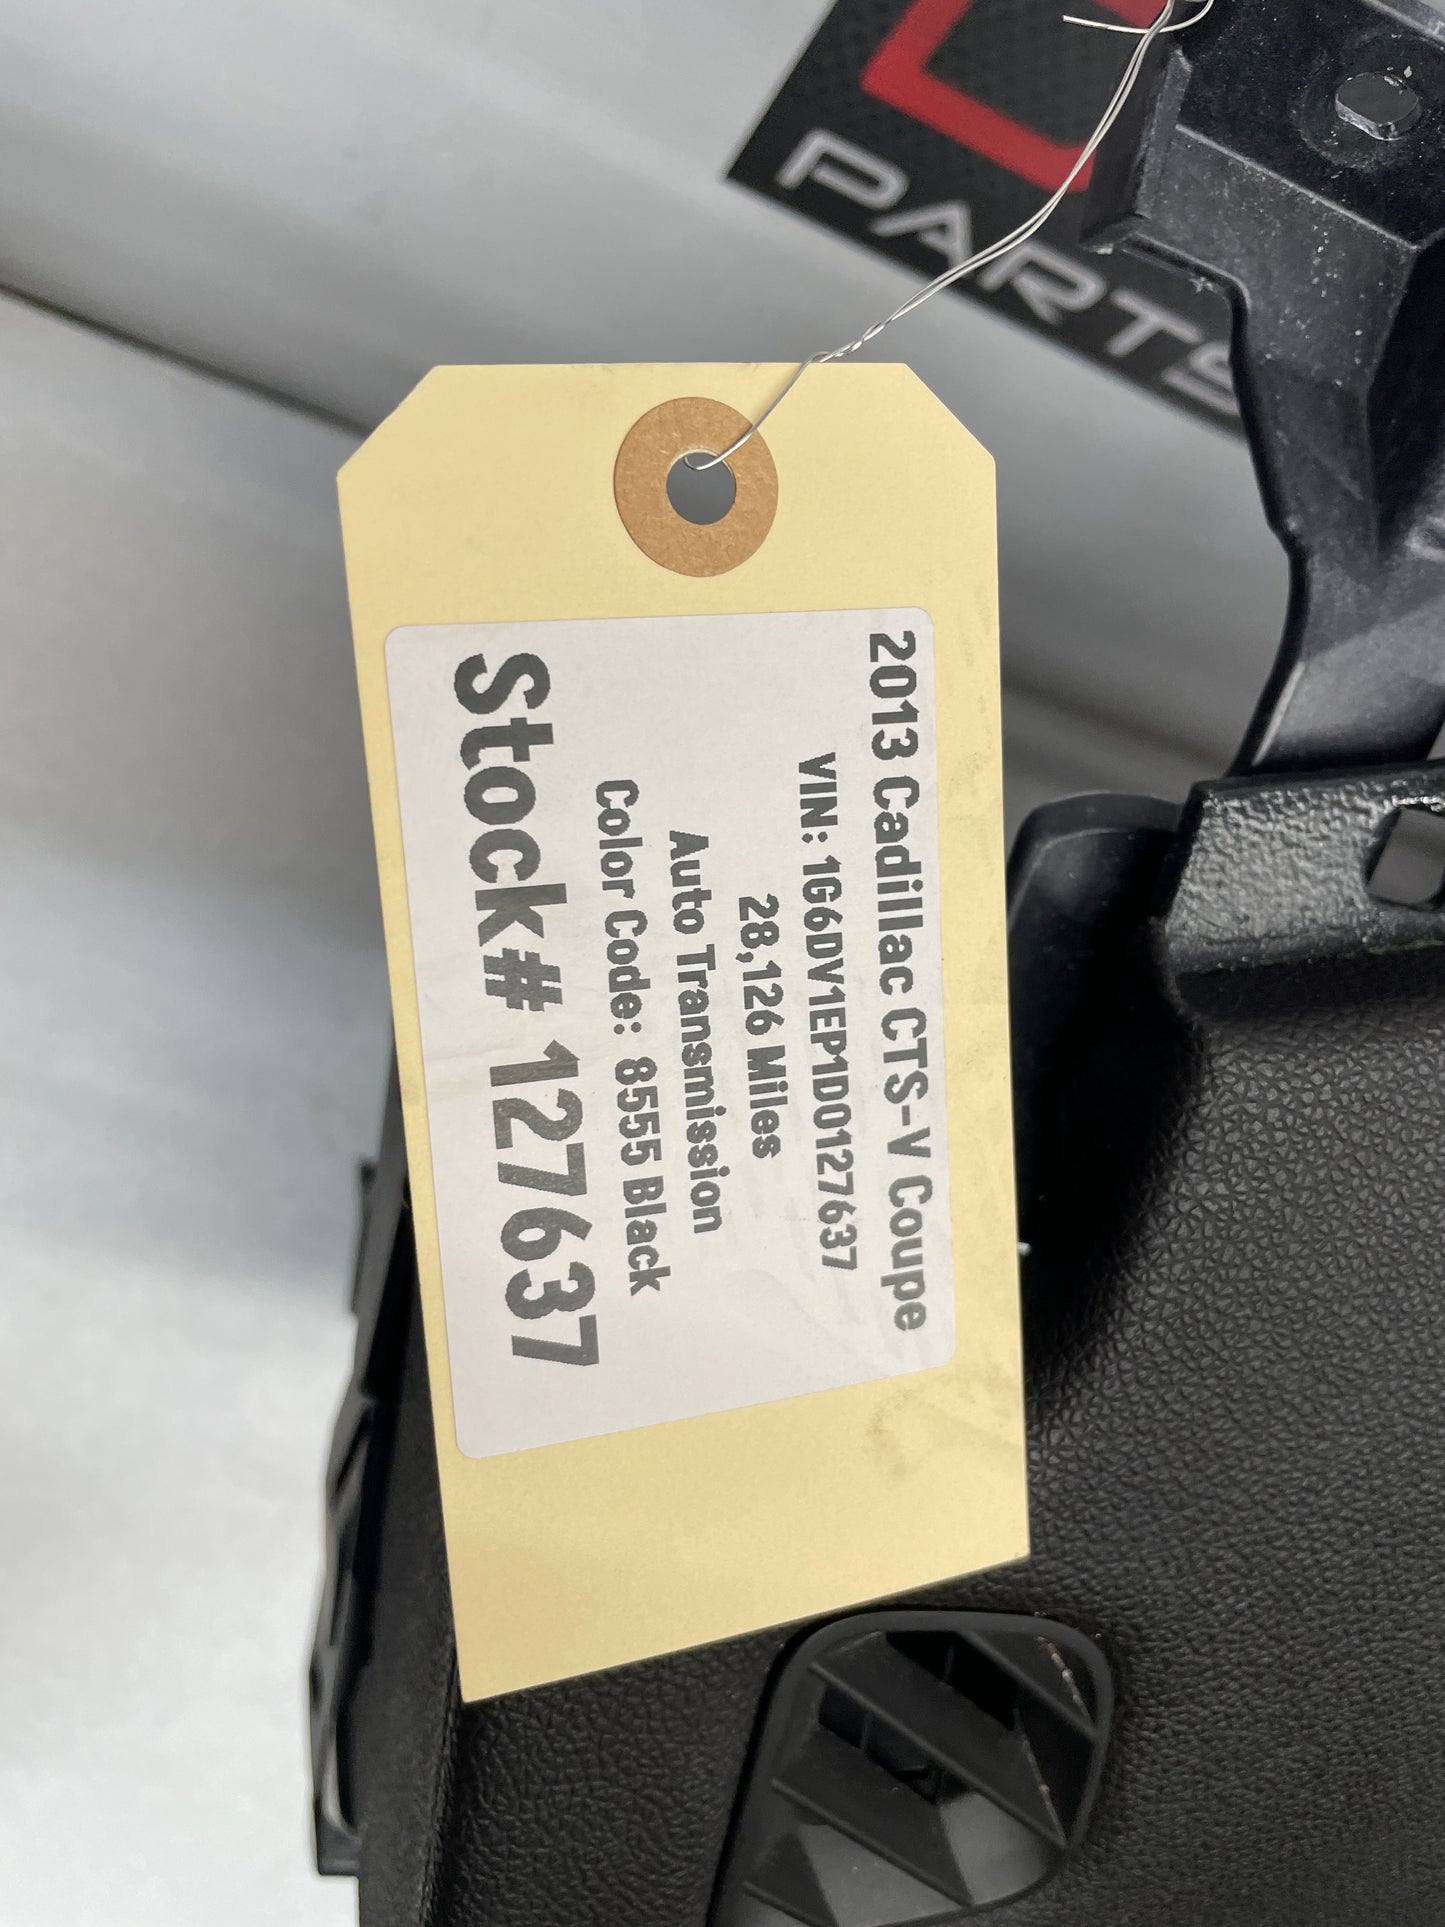 PARTS
2013 Cadillac CTS-V Coupe
VIN: 1G6DV1EP1D0127637
28,126 Miles
Auto Transmission
Color Code: 8555 Black
Stock# 127637